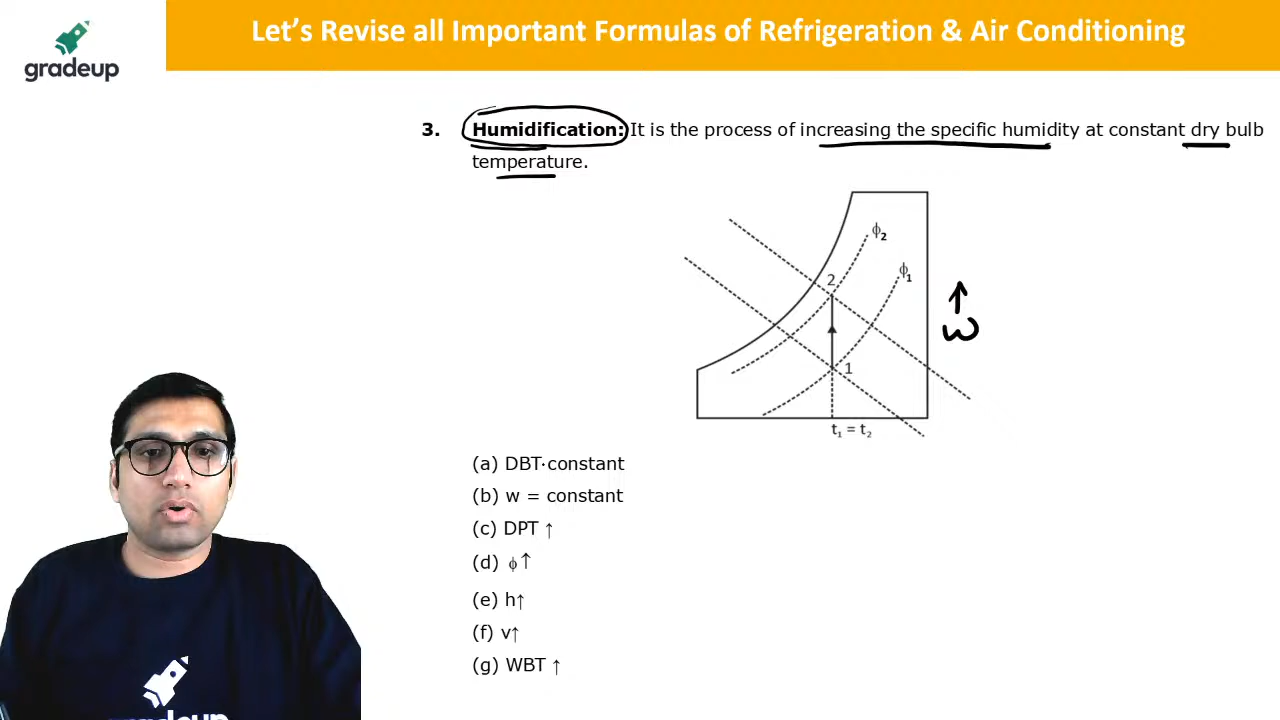 Let's Revise all Important Formulas of Refrigeration & Air Conditioning
gradeup
3. Humidification: It is the process of increasing the specific humidity at constant dry bulb
temperature.
ϕ2
ϕ1
2
↑
w
1
t1 = t2
(a) DBT·constant
(b) w = constant
(c) DPT ↑
(d) ϕ↑
(e) h↑
(f) v↑
(g) WBT ↑
gradeup